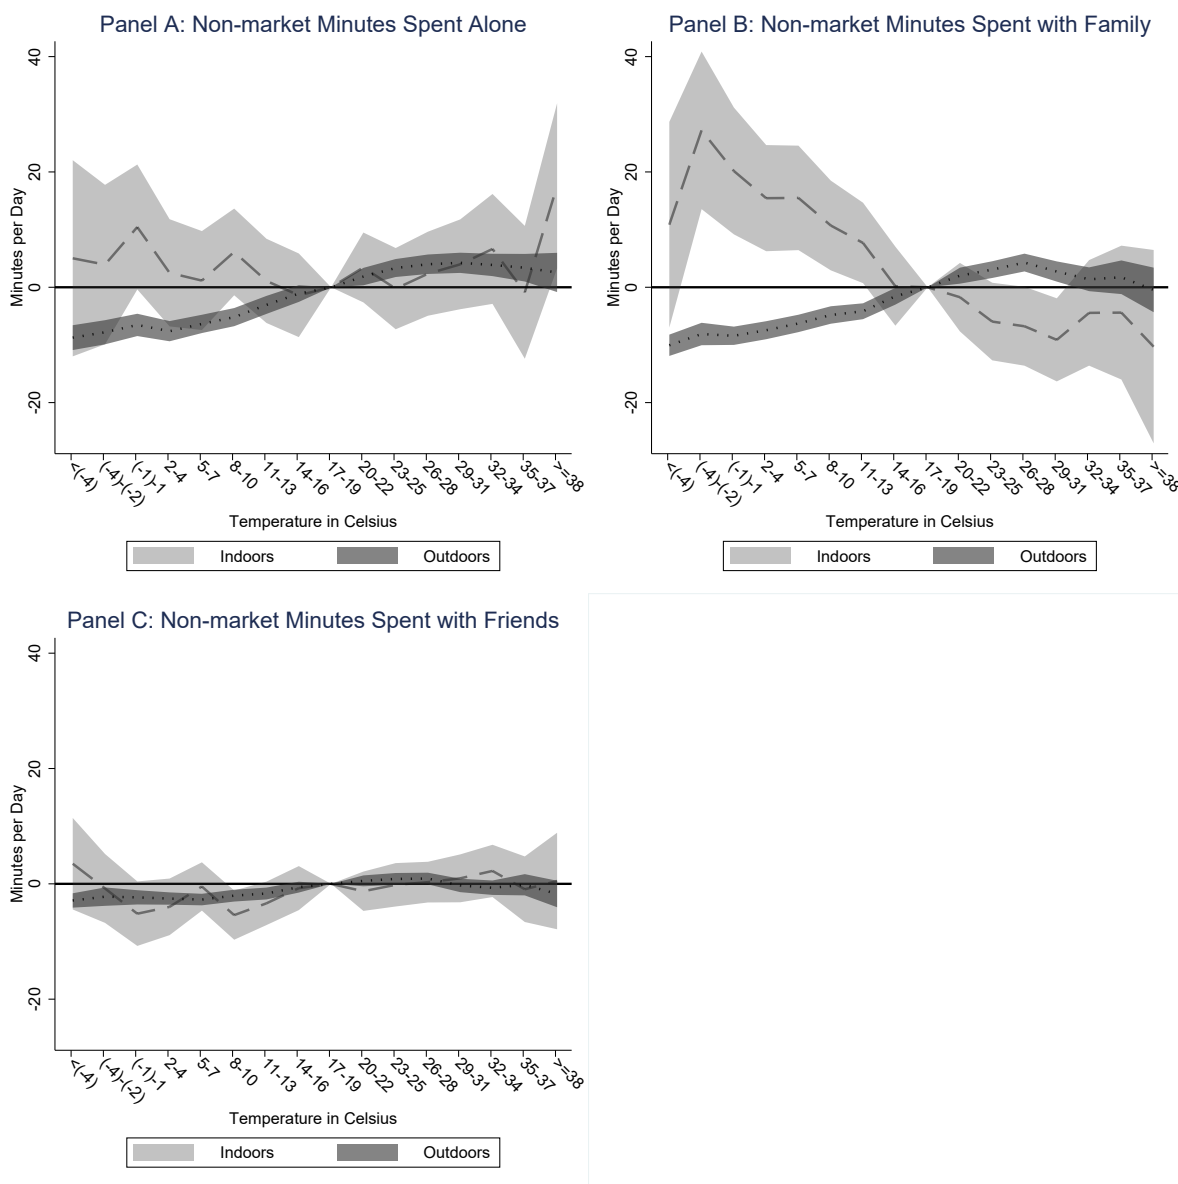 Panel A: Non-market Minutes Spent Alone
Minutes per Day
40
20
0
-20
<(-4) (-4)-(-2) (-1)-1 2-4 5-7 8-10 11-13 14-16 17-19 20-22 23-25 26-28 29-31 32-34 35-37 >=38
Temperature in Celsius
Indoors Outdoors
Panel B: Non-market Minutes Spent with Family
Minutes per Day
40
20
0
-20
<(-4) (-4)-(-2) (-1)-1 2-4 5-7 8-10 11-13 14-16 17-19 20-22 23-25 26-28 29-31 32-34 35-37 >=38
Temperature in Celsius
Indoors Outdoors
Panel C: Non-market Minutes Spent with Friends
Minutes per Day
40
20
0
-20
<(-4) (-4)-(-2) (-1)-1 2-4 5-7 8-10 11-13 14-16 17-19 20-22 23-25 26-28 29-31 32-34 35-37 >=38
Temperature in Celsius
Indoors Outdoors